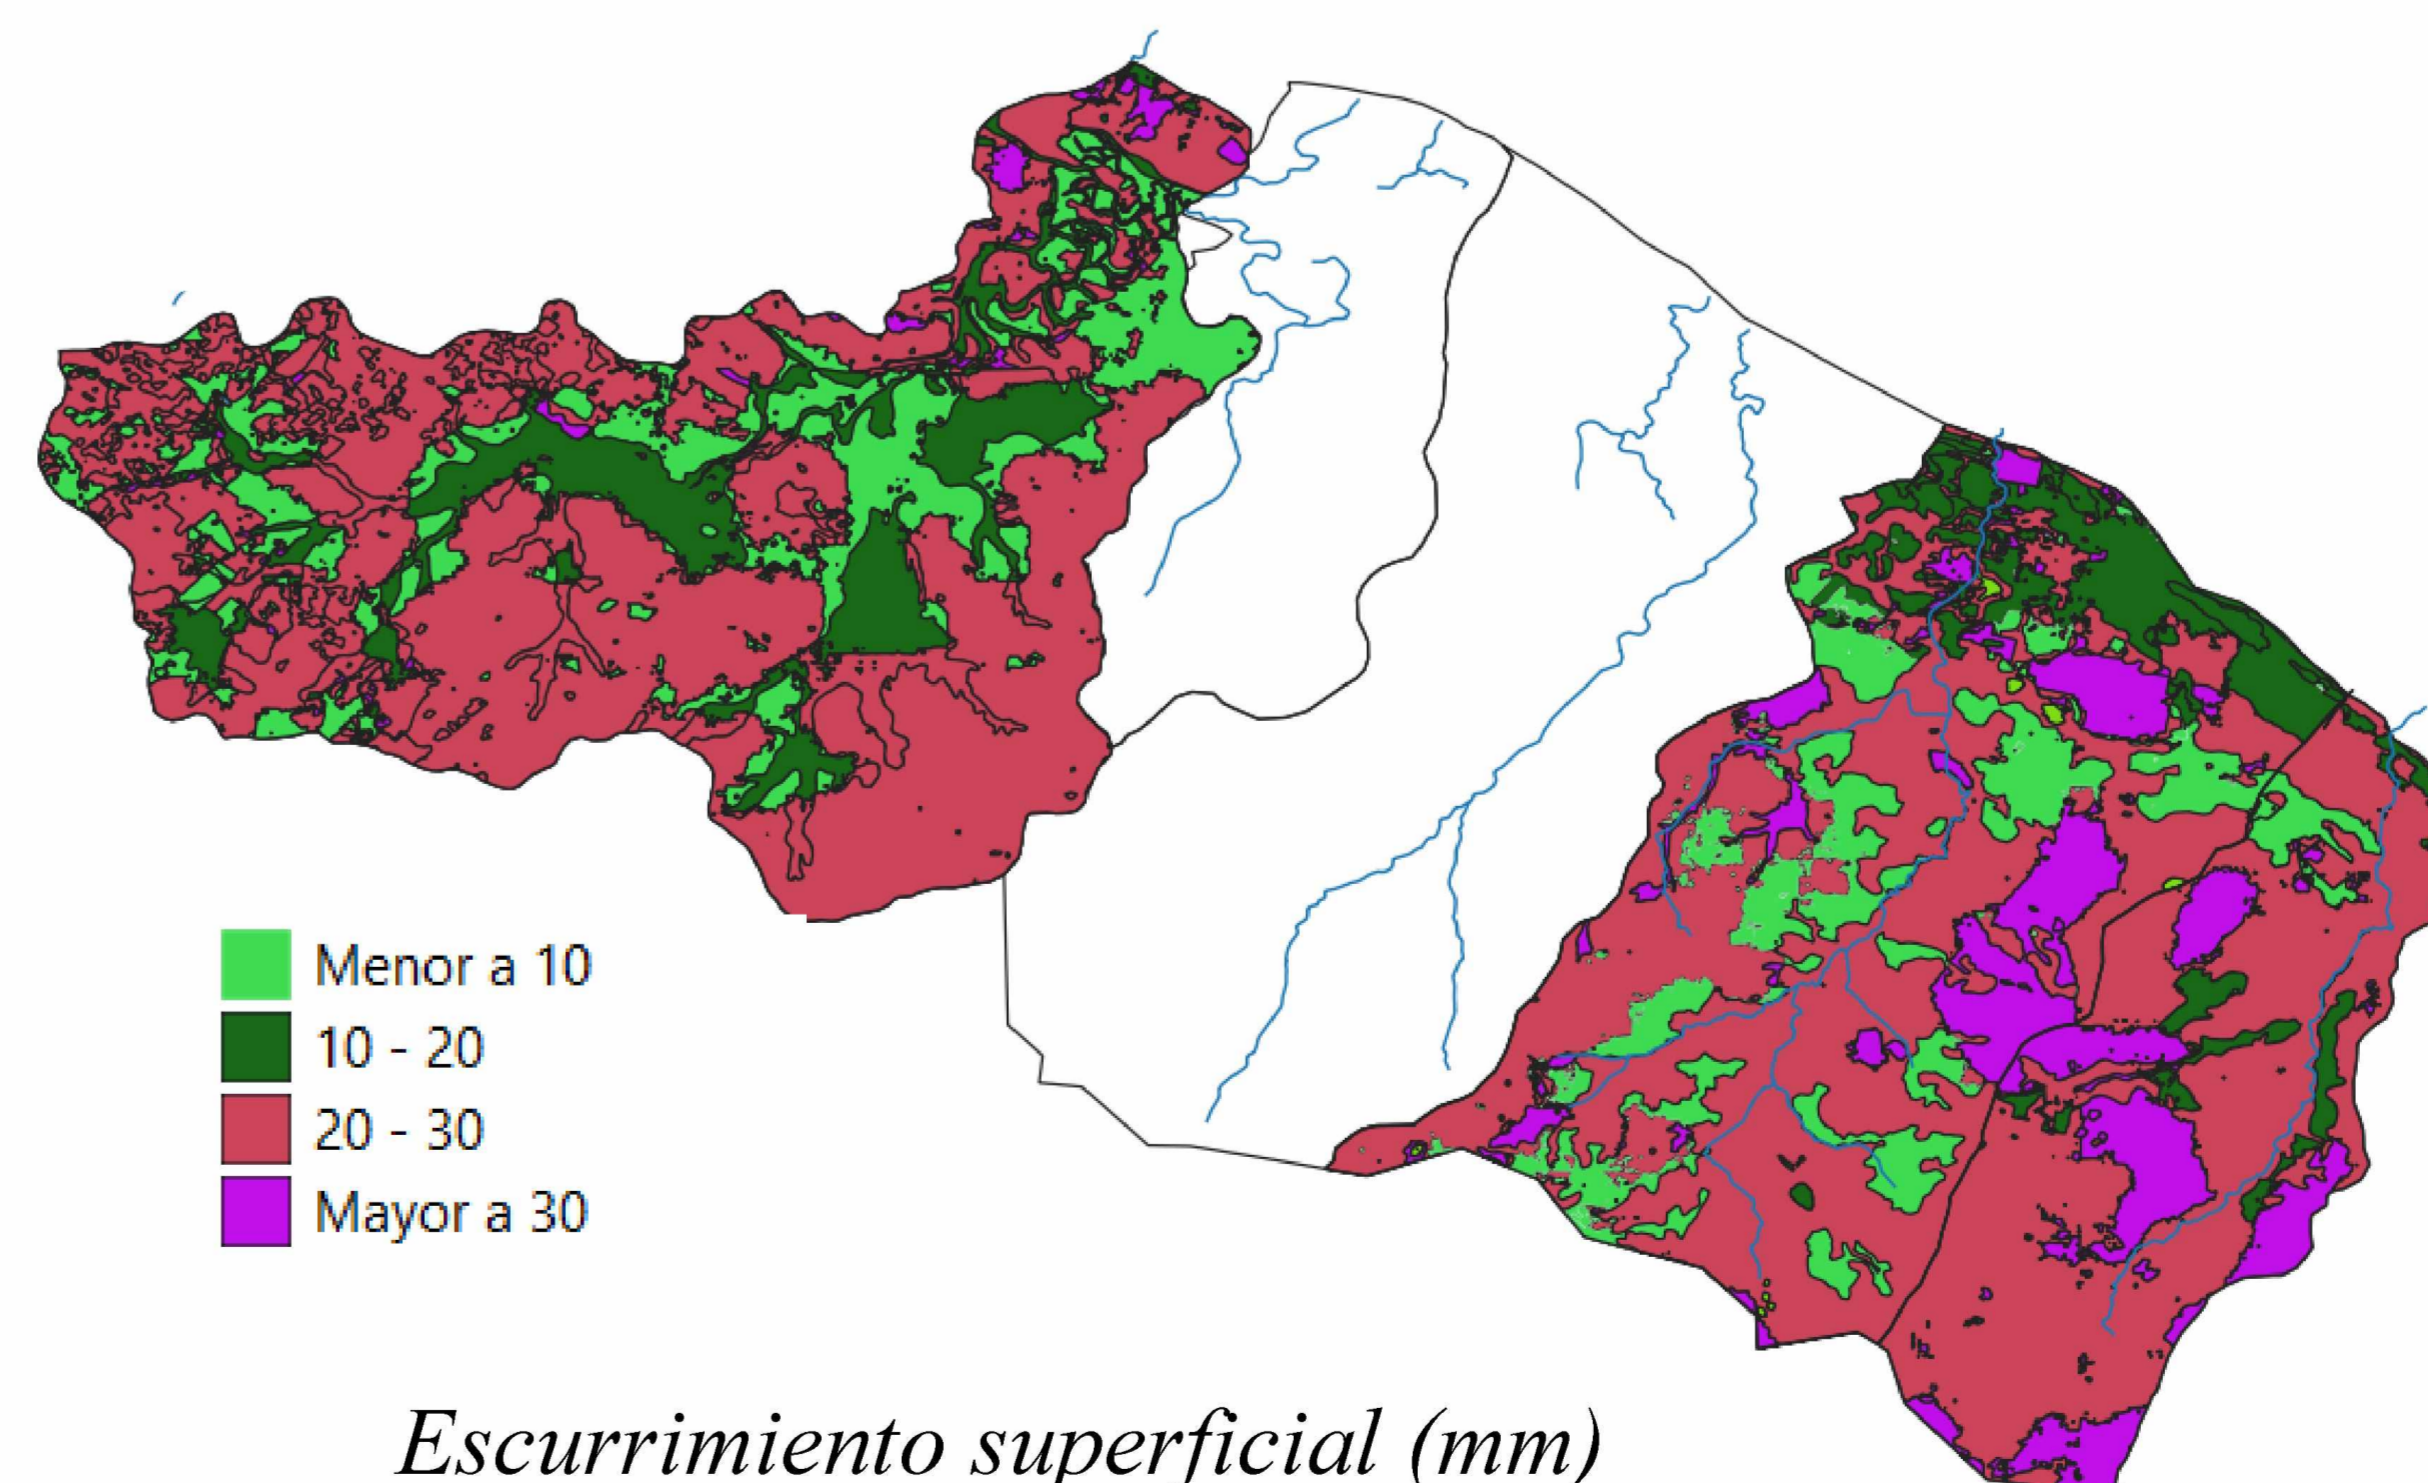 Menor a 10
10 - 20
20 - 30
Mayor a 30
Escurrimiento superficial (mm)